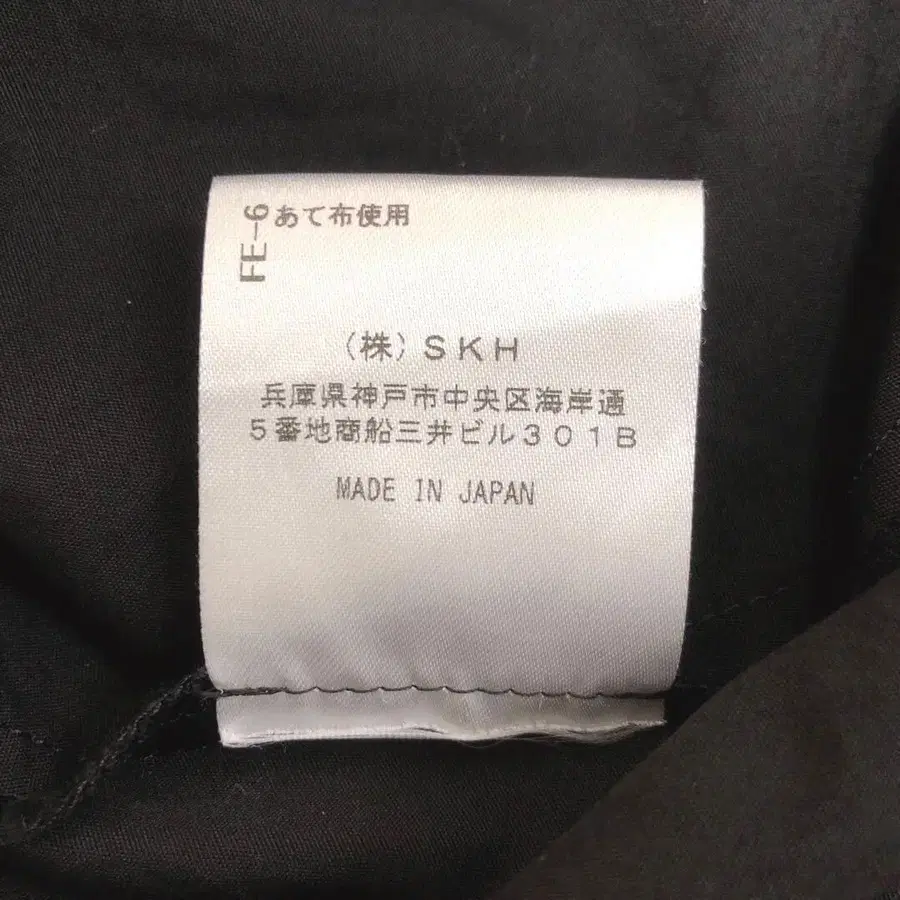 FE-6
あて布使用
（株）ＳＫＨ
兵庫県神戸市中央区海岸通
５番地商船三井ビル３０１Ｂ
MADE IN JAPAN